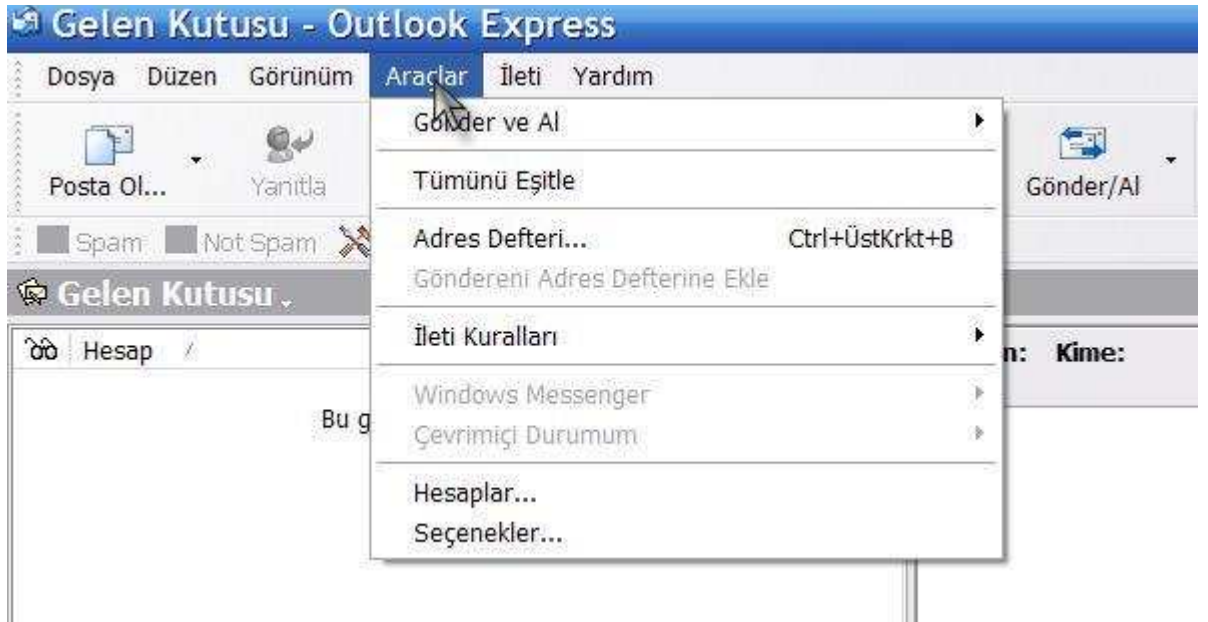 Gelen Kutusu - Outlook Express
Dosya Düzen Görünüm Araçlar İleti Yardım
Posta Ol... Yanıtla Gönder/Al
Spam Not Spam
Gelen Kutusu
Hesap
Kime:
Bu
Gönder ve Al
Tümünü Eşitle
Adres Defteri... Ctrl+ÜstKrkt+B
Göndereni Adres Defterine Ekle
İleti Kuralları
Windows Messenger
Çevrimiçi Durumum
Hesaplar...
Seçenekler...